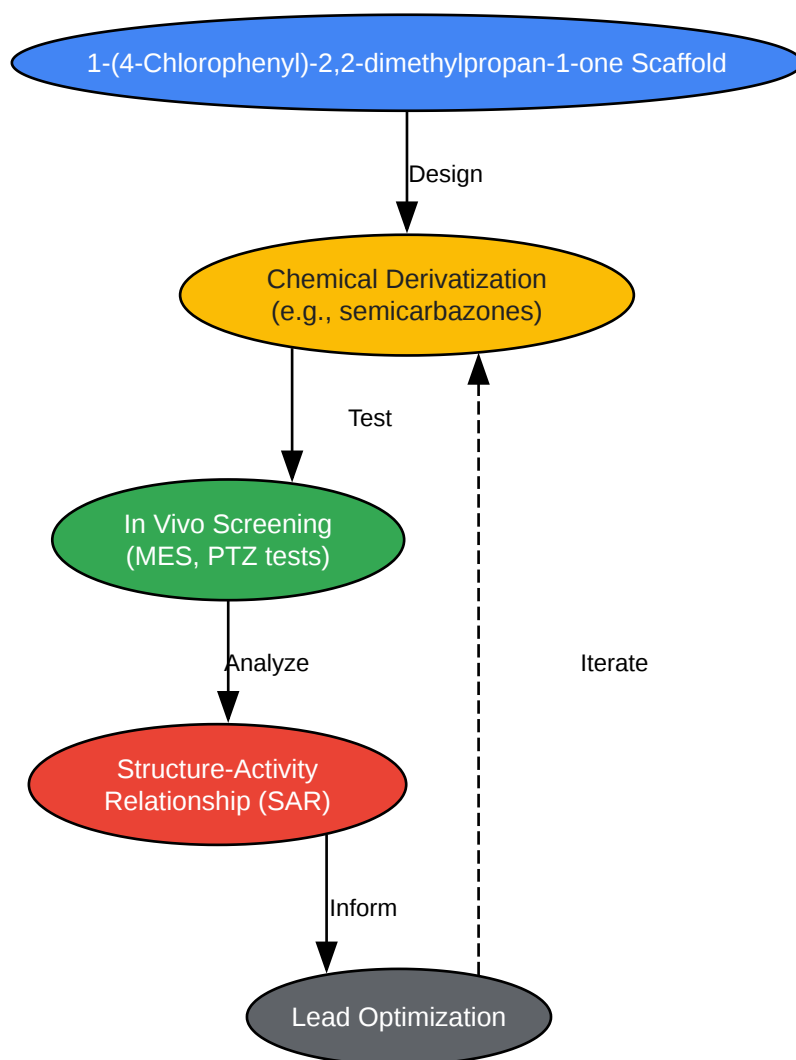 1-(4-Chlorophenyl)-2,2-dimethylpropan-1-one Scaffold
Design
Chemical Derivatization
(e.g., semicarbazones)
Test
In Vivo Screening
(MES, PTZ tests)
Analyze
Iterate
Structure-Activity
Relationship (SAR)
Inform
Lead Optimization